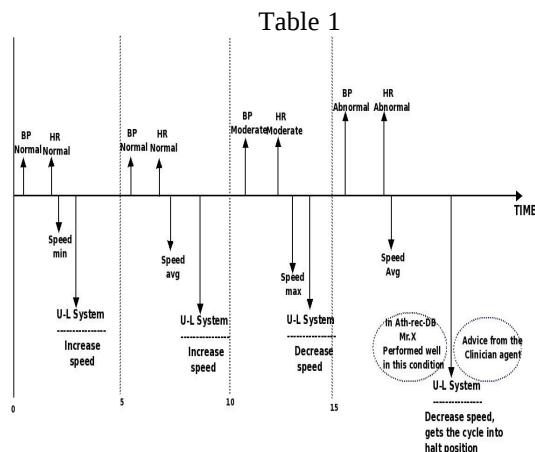 Table 1
BP
Normal
HR
Normal
BP
Normal
HR
Normal
BP
Moderate
HR
Moderate
BP
Abnormal
HR
Abnormal
TIME
Speed
min
Speed
avg
Speed
max
Speed
Avg
U-L System
Increase
speed
U-L System
Increase
speed
U-L System
Decrease
speed
In Ath-rec-DB
Mr.X
Performed well
in this condition
Advice from the
Clinician agent
U-L System
Decrease speed,
gets the cycle into
halt position
0
5
10
15